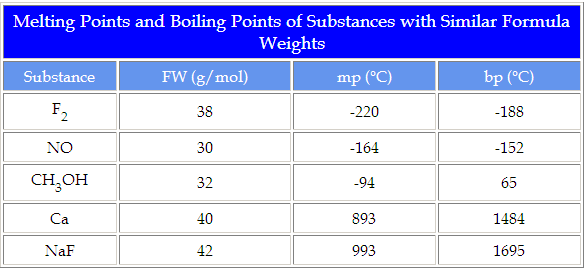 Melting Points and Boiling Points of Substances with Similar Formula
Weights
Substance FW (g/mol) mp (°C) bp (°C)
F₂ 38 -220 -188
NO 30 -164 -152
CH₃OH 32 -94 65
Ca 40 893 1484
NaF 42 993 1695